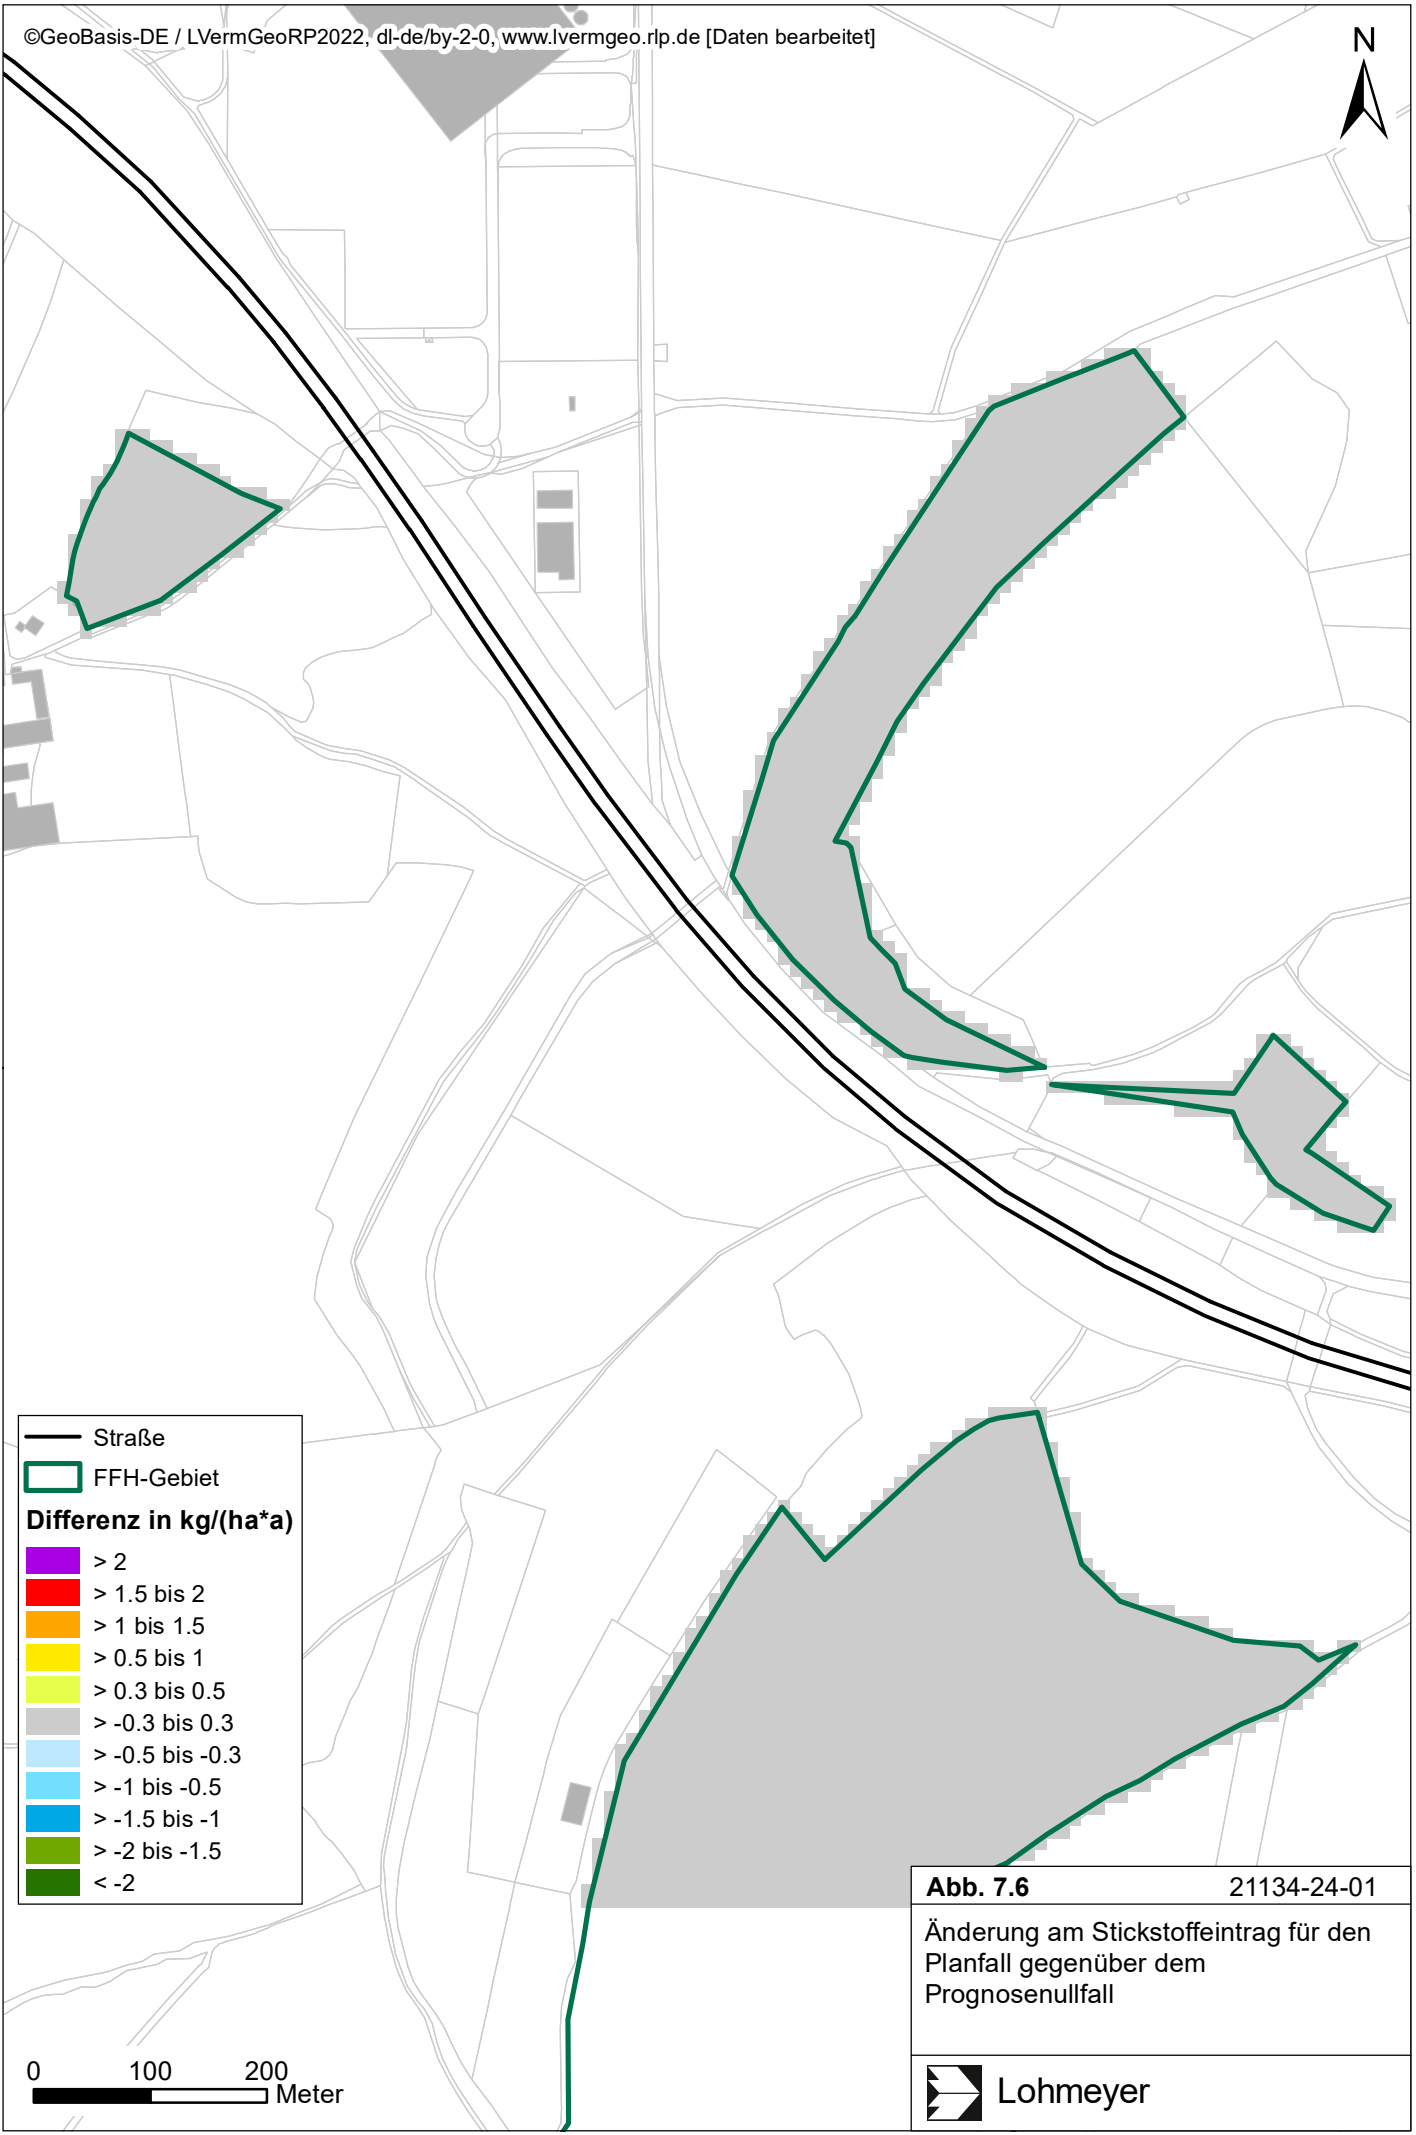 ©GeoBasis-DE / LVermGeoRP2022, dl-de/by-2-0, www.lvermgeo.rlp.de [Daten bearbeitet]
N
Straße
FFH-Gebiet
Differenz in kg/(ha*a)
> 2
> 1.5 bis 2
> 1 bis 1.5
> 0.5 bis 1
> 0.3 bis 0.5
> -0.3 bis 0.3
> -0.5 bis -0.3
> -1 bis -0.5
> -1.5 bis -1
> -2 bis -1.5
< -2
0 100 200
Meter
Abb. 7.6 21134-24-01
Änderung am Stickstoffeintrag für den
Planfall gegenüber dem
Prognosenullfall
Lohmeyer